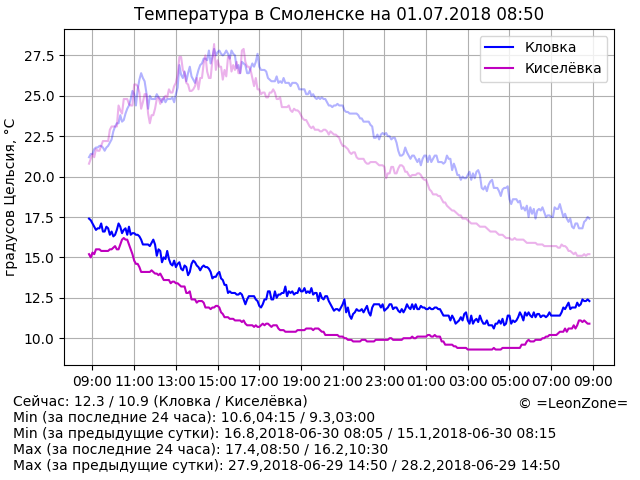 Температура в Смоленске на 01.07.2018 08:50
Кловка
Киселёвка
градусов Цельсия, °C
27.5
25.0
22.5
20.0
17.5
15.0
12.5
10.0
09:00 11:00 13:00 15:00 17:00 19:00 21:00 23:00 01:00 03:00 05:00 07:00 09:00
Сейчас: 12.3 / 10.9 (Кловка / Киселёвка)
© =LeonZone=
Min (за последние 24 часа): 10.6,04:15 / 9.3,03:00
Min (за предыдущие сутки): 16.8,2018-06-30 08:05 / 15.1,2018-06-30 08:15
Max (за последние 24 часа): 17.4,08:50 / 16.2,10:30
Max (за предыдущие сутки): 27.9,2018-06-29 14:50 / 28.2,2018-06-29 14:50